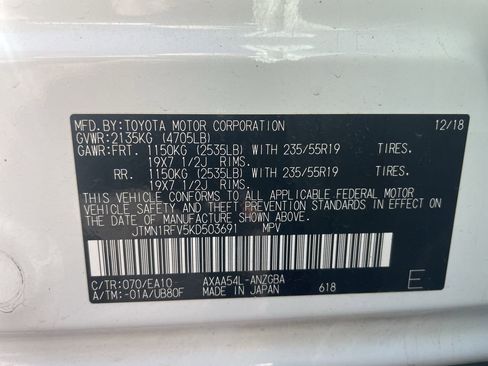 MFD.BY:TOYOTA MOTOR CORPORATION 12/18
GVWR:2135KG (4705LB)
GAWR:FRT. 1150KG (2535LB) WITH 235/55R19 TIRES.
19X7 1/2J RIMS.
RR. 1150KG (2535LB) WITH 235/55R19 TIRES.
19X7 1/2J RIMS.
THIS VEHICLE CONFORMS TO ALL APPLICABLE FEDERAL MOTOR
VEHICLE SAFETY AND THEFT PREVENTION STANDARDS IN EFFECT
ON THE DATE OF MANUFACTURE SHOWN ABOVE.
JTMN1RFV5KD503691 MPV
C/TR:070/EA10 AXAA54L-ANZGBA
A/TM:-01A/UB80F MADE IN JAPAN 618 E